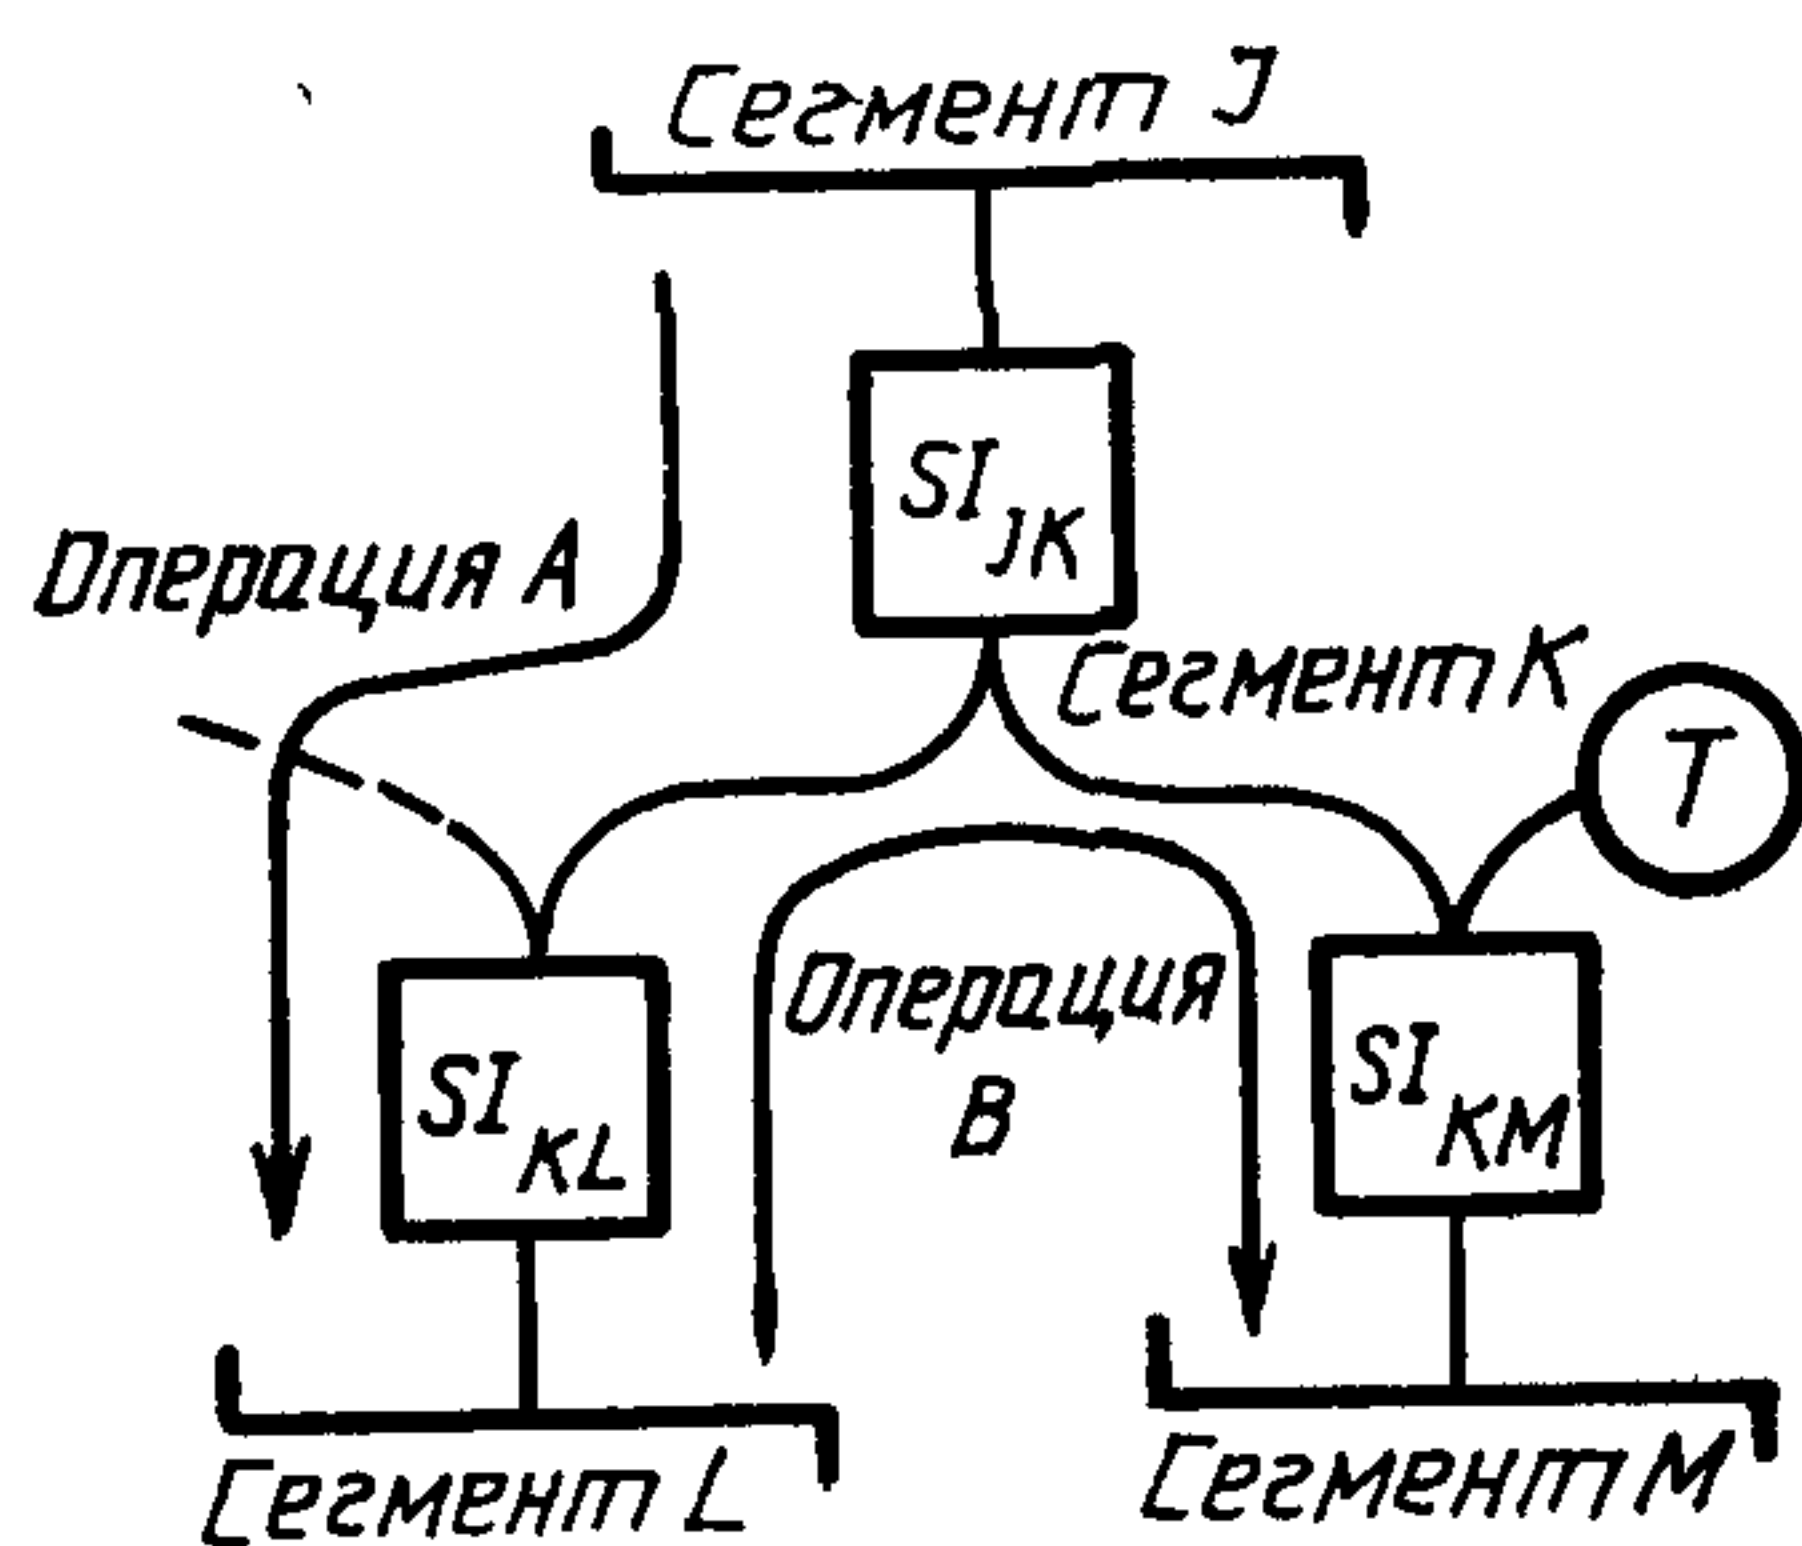 Сегмент J
SI JK
Операция А
Сегмент К
T
Операция
В
SI KL
SI KM
Сегмент L
Сегмент М